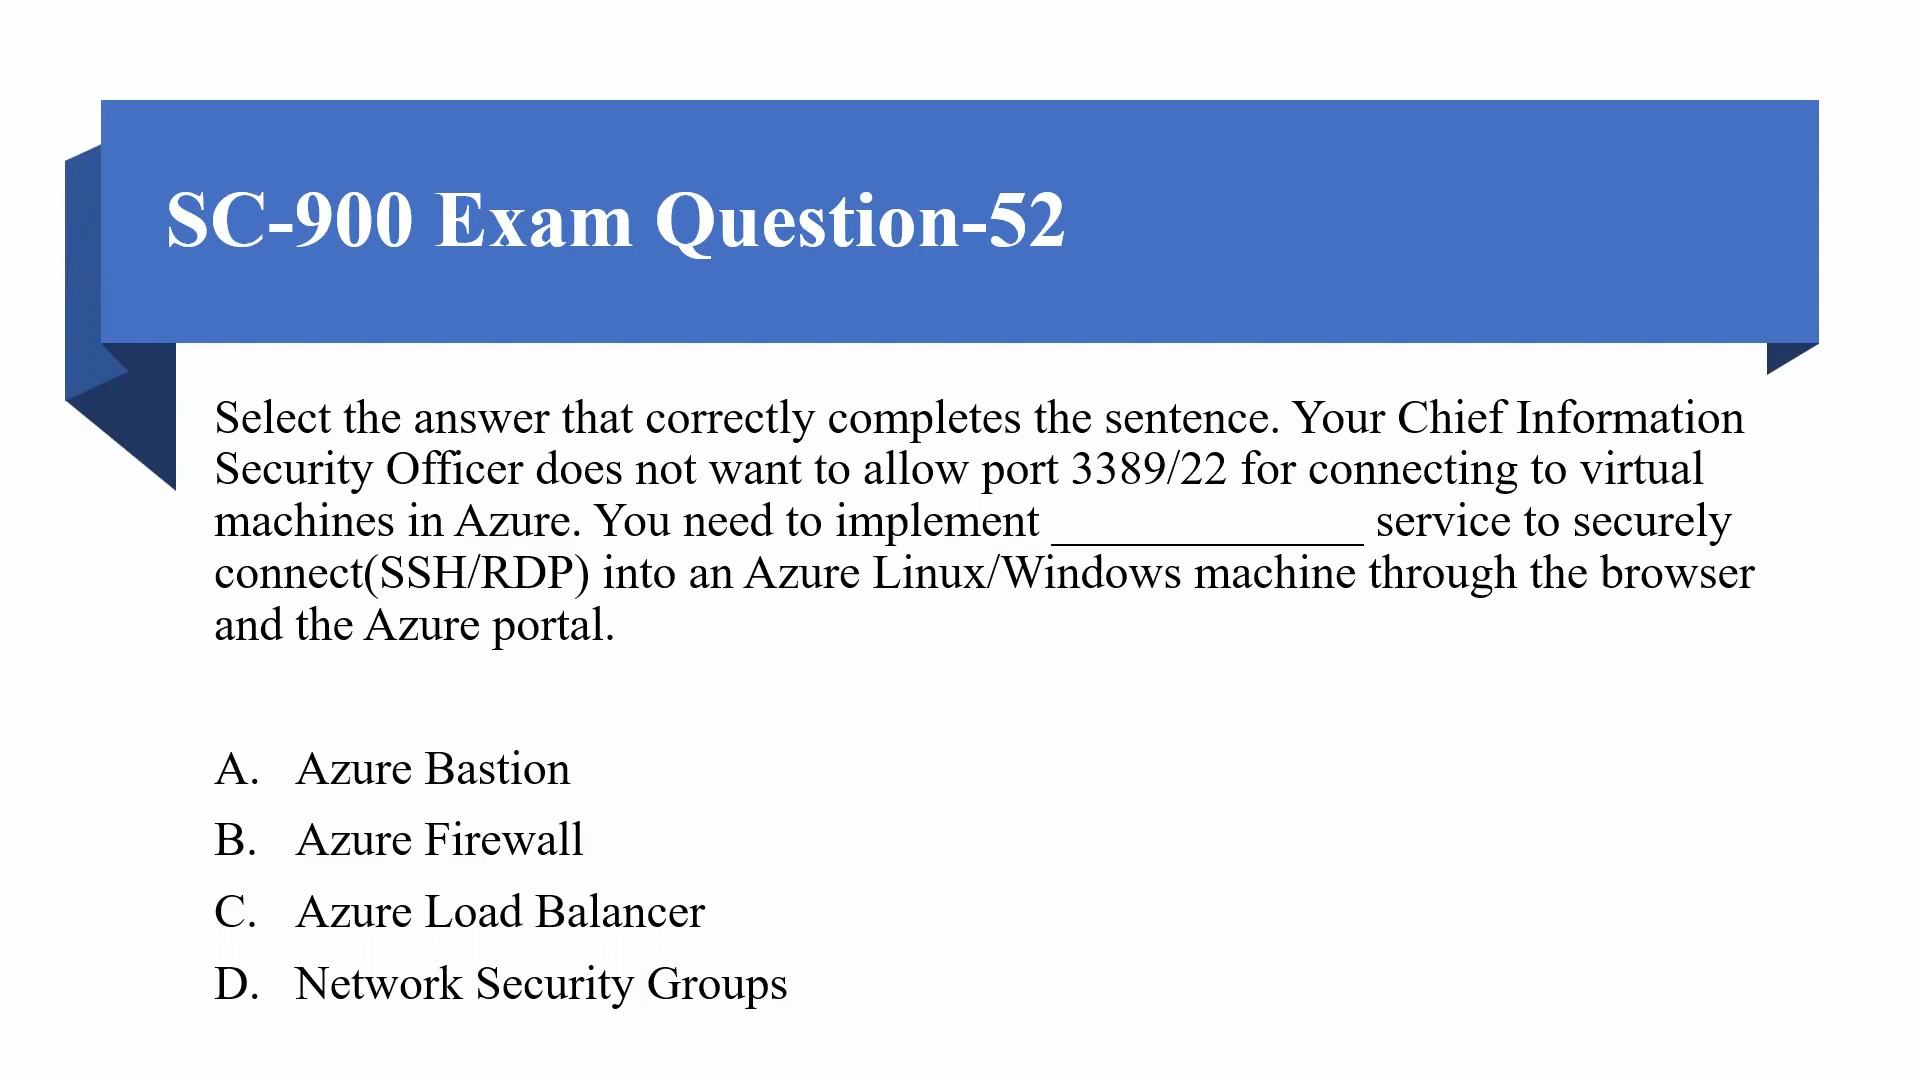 SC-900 Exam Question-52
Select the answer that correctly completes the sentence. Your Chief Information
Security Officer does not want to allow port 3389/22 for connecting to virtual
machines in Azure. You need to implement _____________ service to securely
connect(SSH/RDP) into an Azure Linux/Windows machine through the browser
and the Azure portal.
A. Azure Bastion
B. Azure Firewall
C. Azure Load Balancer
D. Network Security Groups